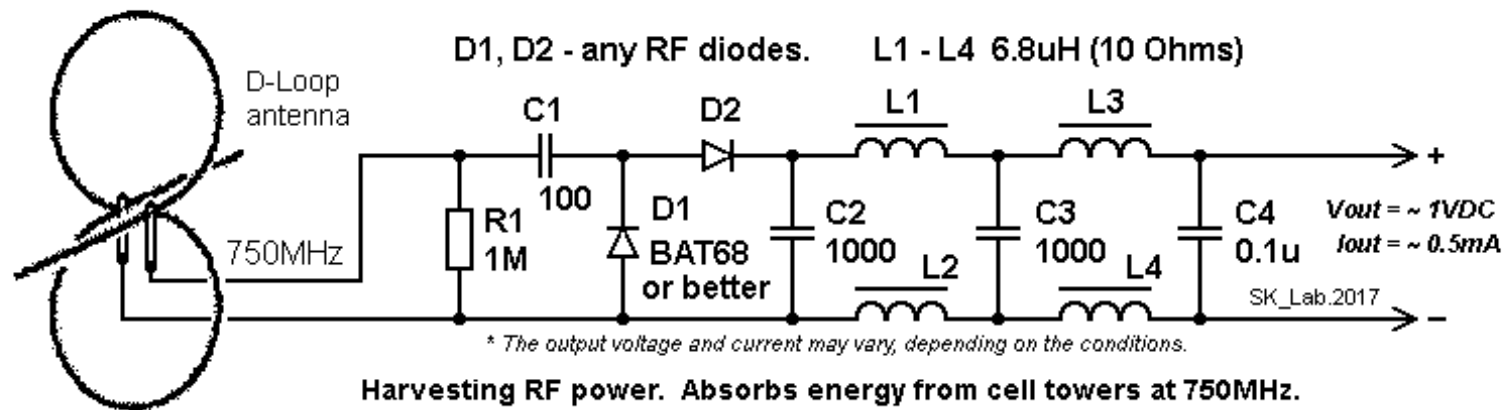 D1, D2 - any RF diodes. L1 - L4 6.8uH (10 Ohms)
D-Loop
antenna
C1
100
D2
L1
L3
+
R1
1M
D1
BAT68
or better
C2
1000
C3
1000
C4
0.1u
Vout = ~ 1VDC
Iout = ~ 0.5mA
750MHz
L2
L4
SK_Lab.2017
–
* The output voltage and current may vary, depending on the conditions.
Harvesting RF power. Absorbs energy from cell towers at 750MHz.